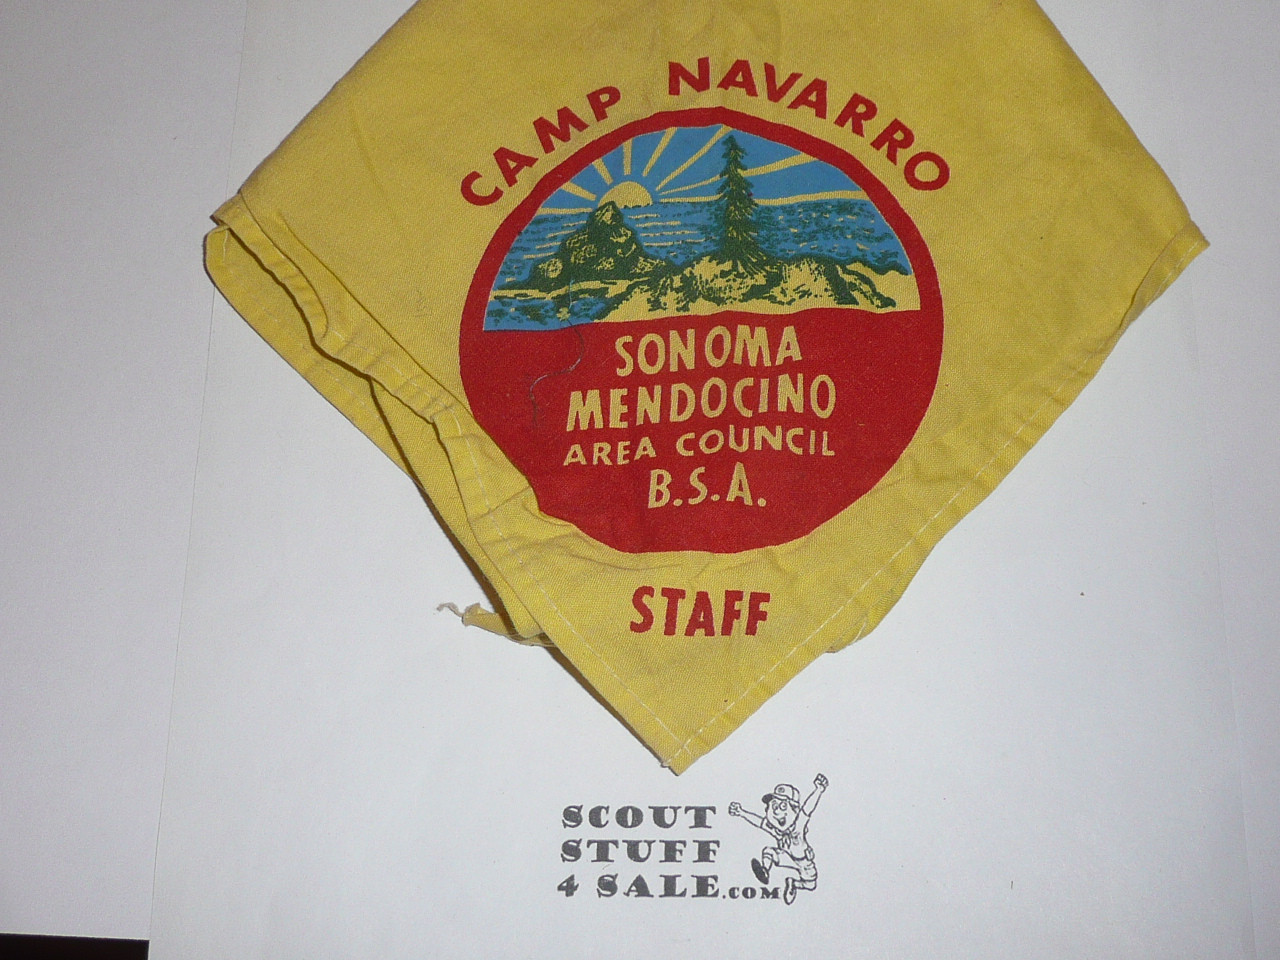 CAMP NAVARRO
SONOMA
MENDOCINO
AREA COUNCIL
B.S.A.
STAFF
SCOUT
STUFF
4 SALE.COM